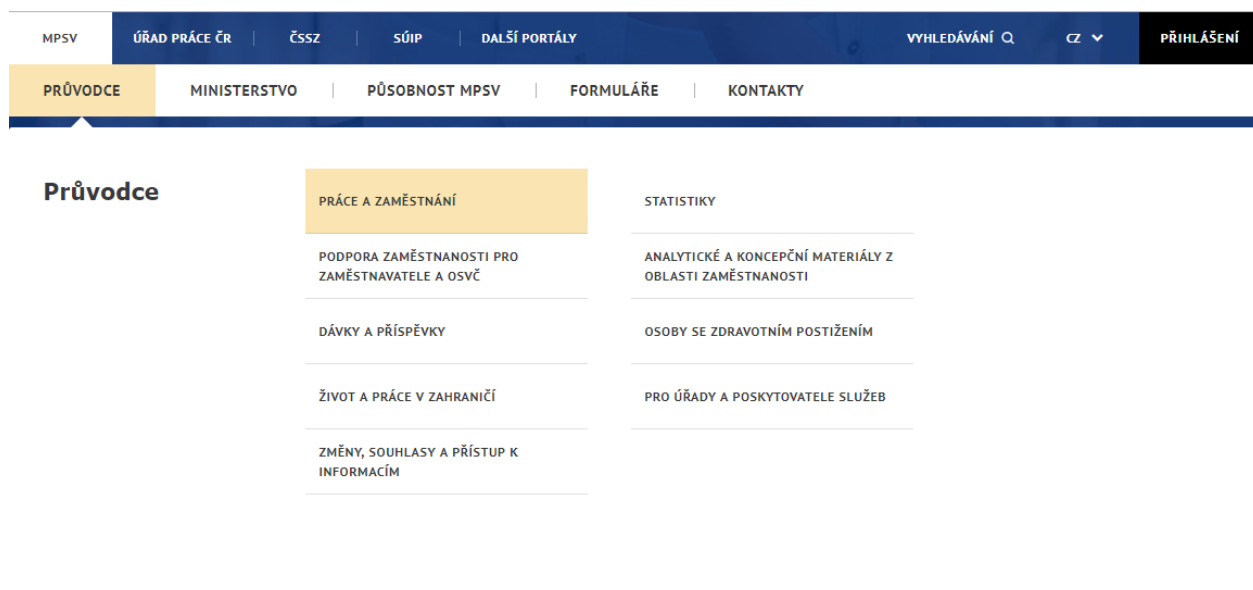 MPSV ÚŘAD PRÁCE ČR ČSSZ SÚIP DALŠÍ PORTÁLY VYHLEDÁVÁNÍ CZ PŘIHLÁŠENÍ
PRŮVODCE MINISTERSTVO PŮSOBNOST MPSV FORMULÁŘE KONTAKTY
Průvodce
PRÁCE A ZAMĚSTNÁNÍ
PODPORA ZAMĚSTNANOSTI PRO
ZAMĚSTNAVATELE A OSVČ
DÁVKY A PŘÍSPĚVKY
ŽIVOT A PRÁCE V ZAHRANIČÍ
ZMĚNY, SOUHLASY A PŘÍSTUP K
INFORMACÍM
STATISTIKY
ANALYTICKÉ A KONCEPČNÍ MATERIÁLY Z
OBLASTI ZAMĚSTNANOSTI
OSOBY SE ZDRAVOTNÍM POSTIŽENÍM
PRO ÚŘADY A POSKYTOVATELE SLUŽEB